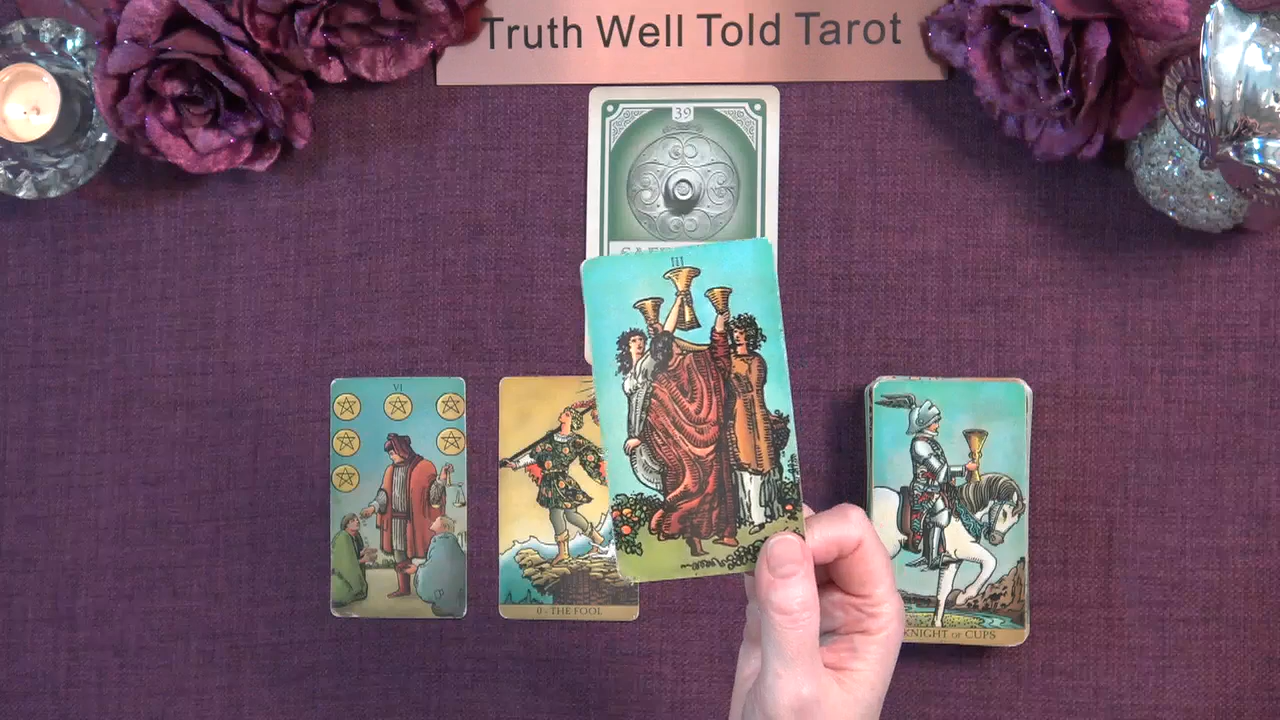 Truth Well Told Tarot
39
III
VI
0 - THE FOOL
KNIGHT OF CUPS